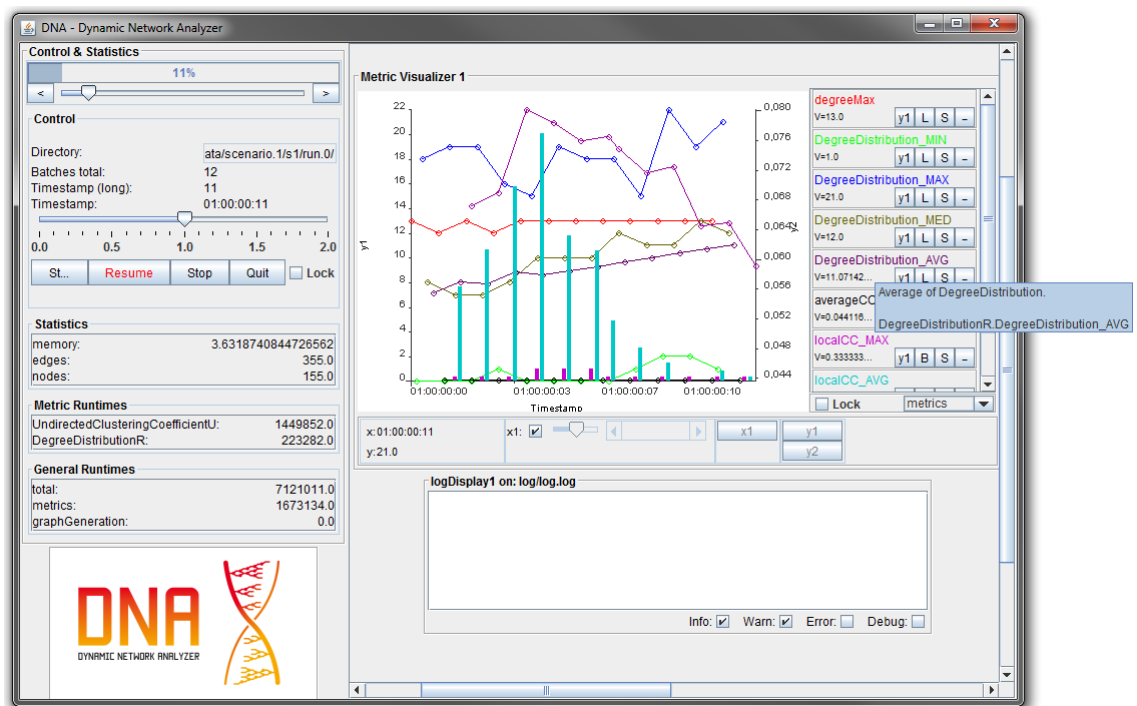 DNA - Dynamic Network Analyzer
Control & Statistics
11%
< >
Control
Directory: ata/scenario.1/s1/run.0/
Batches total: 12
Timestamp (long): 11
Timestamp: 01:00:00:11
0.0 0.5 1.0 1.5 2.0
St... Resume Stop Quit Lock
Statistics
memory: 3.6318740844726562
edges: 355.0
nodes: 155.0
Metric Runtimes
UndirectedClusteringCoefficientU: 1449852.0
DegreeDistributionR: 223282.0
General Runtimes
total: 7121011.0
metrics: 1673134.0
graphGeneration: 0.0
DNA
DYNAMIC NETWORK ANALYZER
Metric Visualizer 1
22
20
18
16
14
12
10
8
6
4
2
0
y1
0,080
0,076
0,072
0,068
0,064
0,060
0,056
0,052
0,048
0,044
y2
01:00:00:00 01:00:00:03 01:00:00:07 01:00:00:10
Timestamp
degreeMax
V=13.0 y1 L S -
DegreeDistribution_MIN
V=1.0 y1 L S -
DegreeDistribution_MAX
V=21.0 y1 L S -
DegreeDistribution_MED
V=12.0 y1 L S -
DegreeDistribution_AVG
V=11.07142... y1 L S -
averageCC
V=0.044116...
Average of DegreeDistribution.
DegreeDistributionR.DegreeDistribution_AVG
localCC_MAX
V=0.333333... y1 B S -
localCC_AVG
Lock metrics
x:01:00:00:11 x1: x1 y1
y:21.0 y2
logDisplay1 on: log/log.log
Info: Warn: Error: Debug: